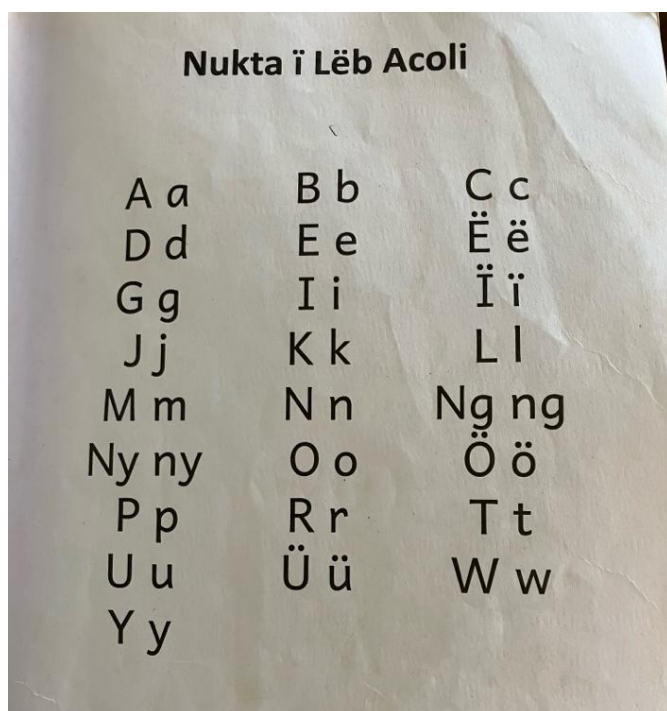 Nukta ï Lëb Acoli
A a B b C c
D d E e Ë ë
G g I i Ï ï
J j K k L l
M m N n Ng ng
Ny ny O o Ö ö
P p R r T t
U u Ü ü W w
Y y